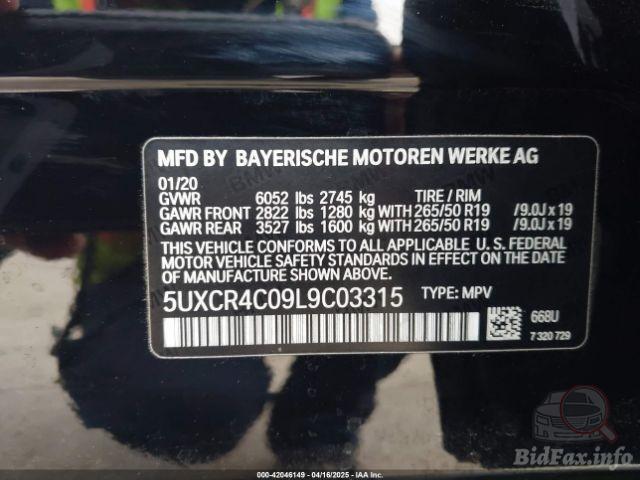 MFD BY BAYERISCHE MOTOREN WERKE AG
01/20
GVWR 6052 lbs 2745 kg TIRE / RIM
GAWR FRONT 2822 lbs 1280 kg WITH 265/50 R19 /9.0J x 19
GAWR REAR 3527 lbs 1600 kg WITH 265/50 R19 /9.0J x 19
THIS VEHICLE CONFORMS TO ALL APPLICABLE U. S. FEDERAL
MOTOR VEHICLE SAFETY STANDARDS IN EFFECT ON THE
DATE OF MANUFACTURE SHOWN ABOVE.
5UXCR4C09L9C03315 TYPE: MPV
668U
7 320 729
BidFax.info
000-42046149 - 04/16/2025 - IAA Inc.